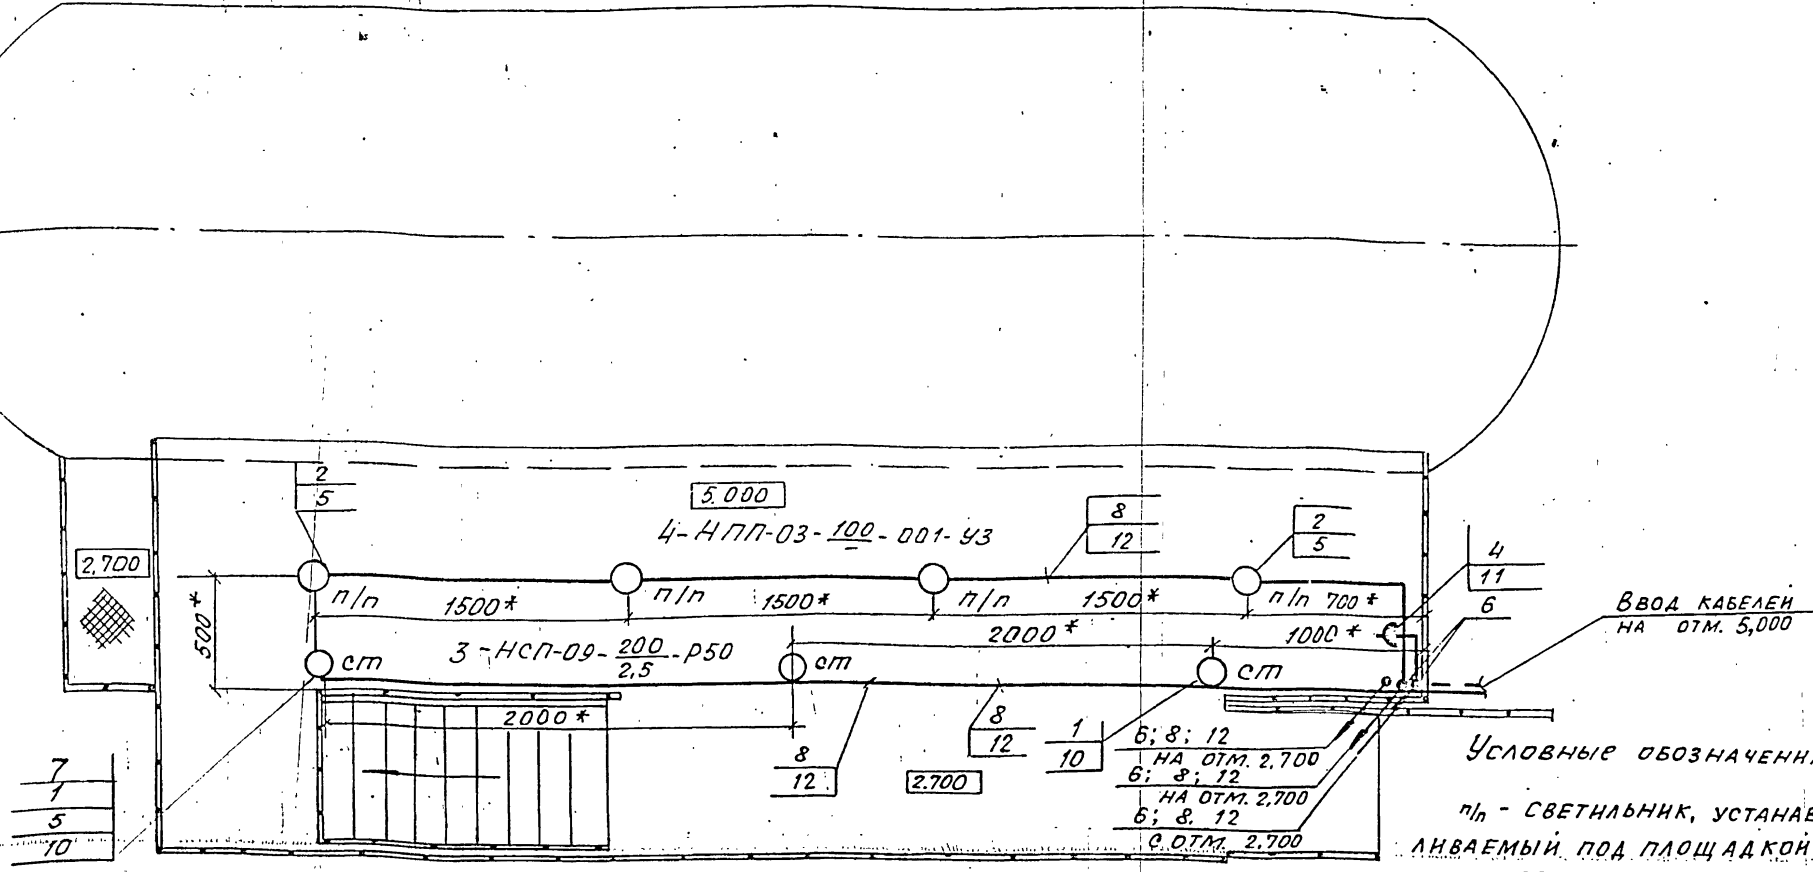 2
5
5.000
4-НПП-03-100/- -001-У3
8
12
2
5
4
11
6
2,700
п/п 1500* п/п 1500* п/п 1500* п/п 700*
500*
2000* 1000*
Ввод кабелей
на отм. 5,000
3-НСП-09-200/2,5-Р50
ст
ст
ст
2000*
8
12
8
12
1
10
2.700
6; 8; 12
на отм. 2,700
6; 8; 12
на отм. 2,700
6; 8. 12
с отм. 2,700
7
1
5
10
Условные обозначени
п/п - светильник, устанав
ливаемый под площадкой